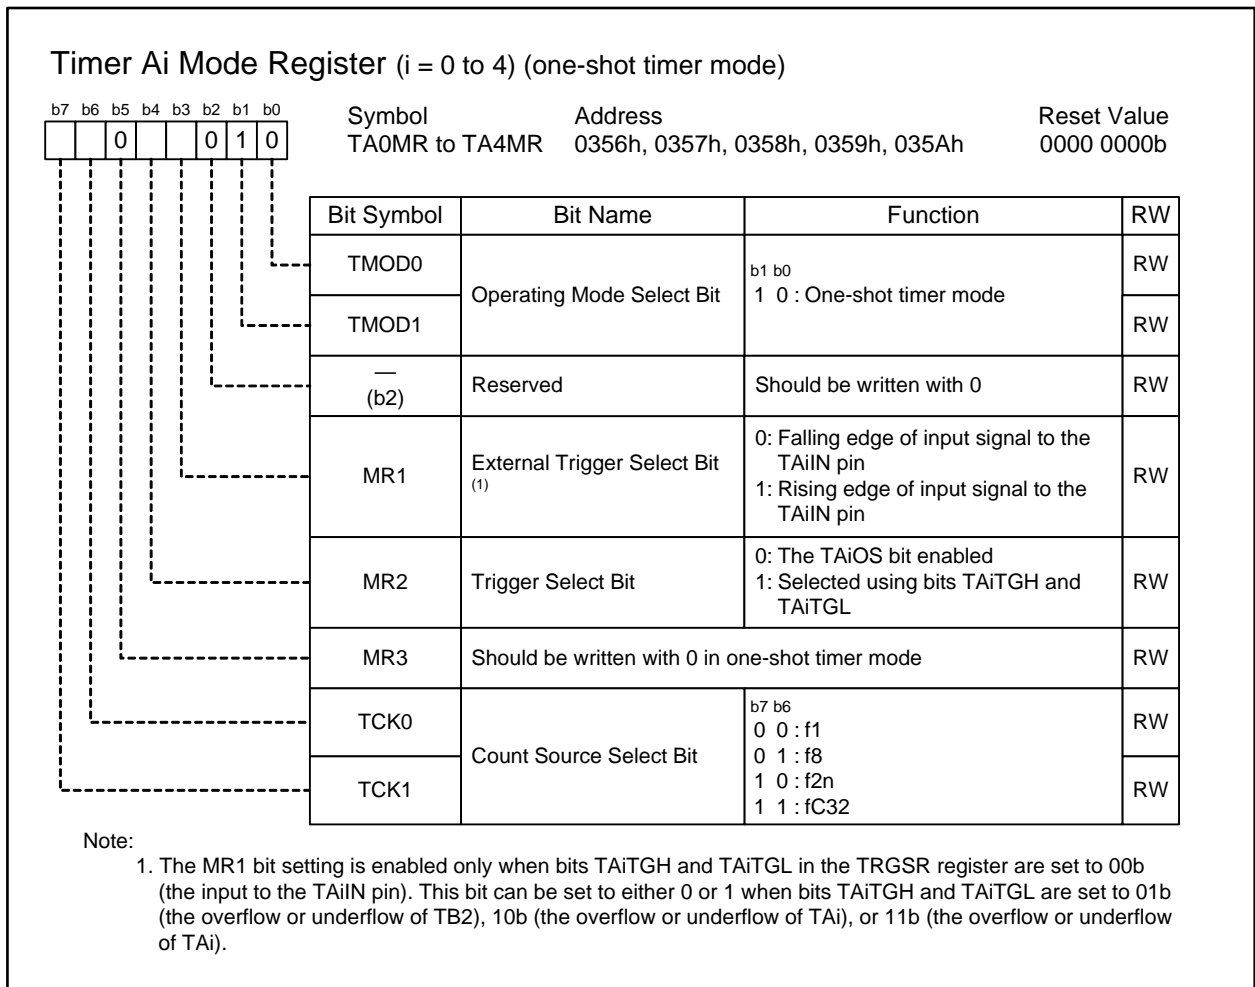 Timer Ai Mode Register (i = 0 to 4) (one-shot timer mode)
b7 b6 b5 b4 b3 b2 b1 b0
0 0 1 0
Symbol Address Reset Value
TA0MR to TA4MR 0356h, 0357h, 0358h, 0359h, 035Ah 0000 0000b
Bit Symbol Bit Name Function RW
TMOD0 RW
Operating Mode Select Bit
b1 b0
1 0 : One-shot timer mode
TMOD1 RW
—
(b2)
Reserved Should be written with 0 RW
MR1
External Trigger Select Bit
(1)
0: Falling edge of input signal to the
TAiIN pin
1: Rising edge of input signal to the
TAiIN pin
RW
MR2 Trigger Select Bit
0: The TAiOS bit enabled
1: Selected using bits TAiTGH and
TAiTGL
RW
MR3 Should be written with 0 in one-shot timer mode RW
TCK0 RW
Count Source Select Bit
b7 b6
0 0 : f1
0 1 : f8
1 0 : f2n
1 1 : fC32
TCK1 RW
Note:
1. The MR1 bit setting is enabled only when bits TAiTGH and TAiTGL in the TRGSR register are set to 00b
(the input to the TAiIN pin). This bit can be set to either 0 or 1 when bits TAiTGH and TAiTGL are set to 01b
(the overflow or underflow of TB2), 10b (the overflow or underflow of TAi), or 11b (the overflow or underflow
of TAi).